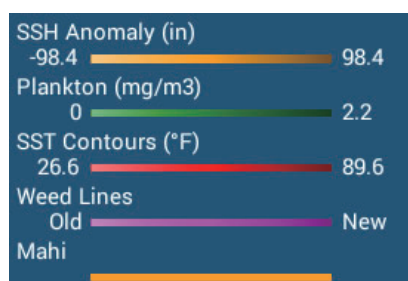 SSH Anomaly (in)
-98.4 98.4
Plankton (mg/m3)
0 2.2
SST Contours (°F)
26.6 89.6
Weed Lines
Old New
Mahi